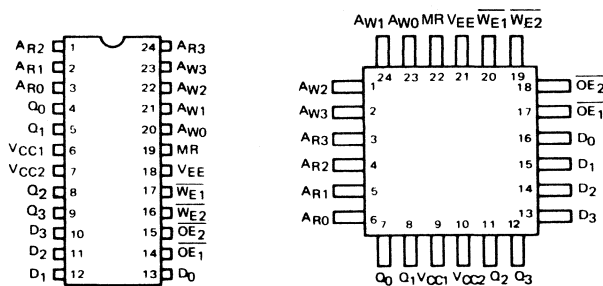 AR2 1 24 AR3
AR1 2 23 AW3
AR0 3 22 AW2
Q0 4 21 AW1
Q1 5 20 AW0
VCC1 6 19 MR
VCC2 7 18 VEE
Q2 8 17 WE1
Q3 9 16 WE2
D3 10 15 OE2
D2 11 14 OE1
D1 12 13 D0
AW1 AW0 MR VEE WE1 WE2
24 23 22 21 20 19
AW2 1 18 OE2
AW3 2 17 OE1
AR3 3 16 D0
AR2 4 15 D1
AR1 5 14 D2
AR0 6 13 D3
7 8 9 10 11 12
Q0 Q1 VCC1 VCC2 Q2 Q3